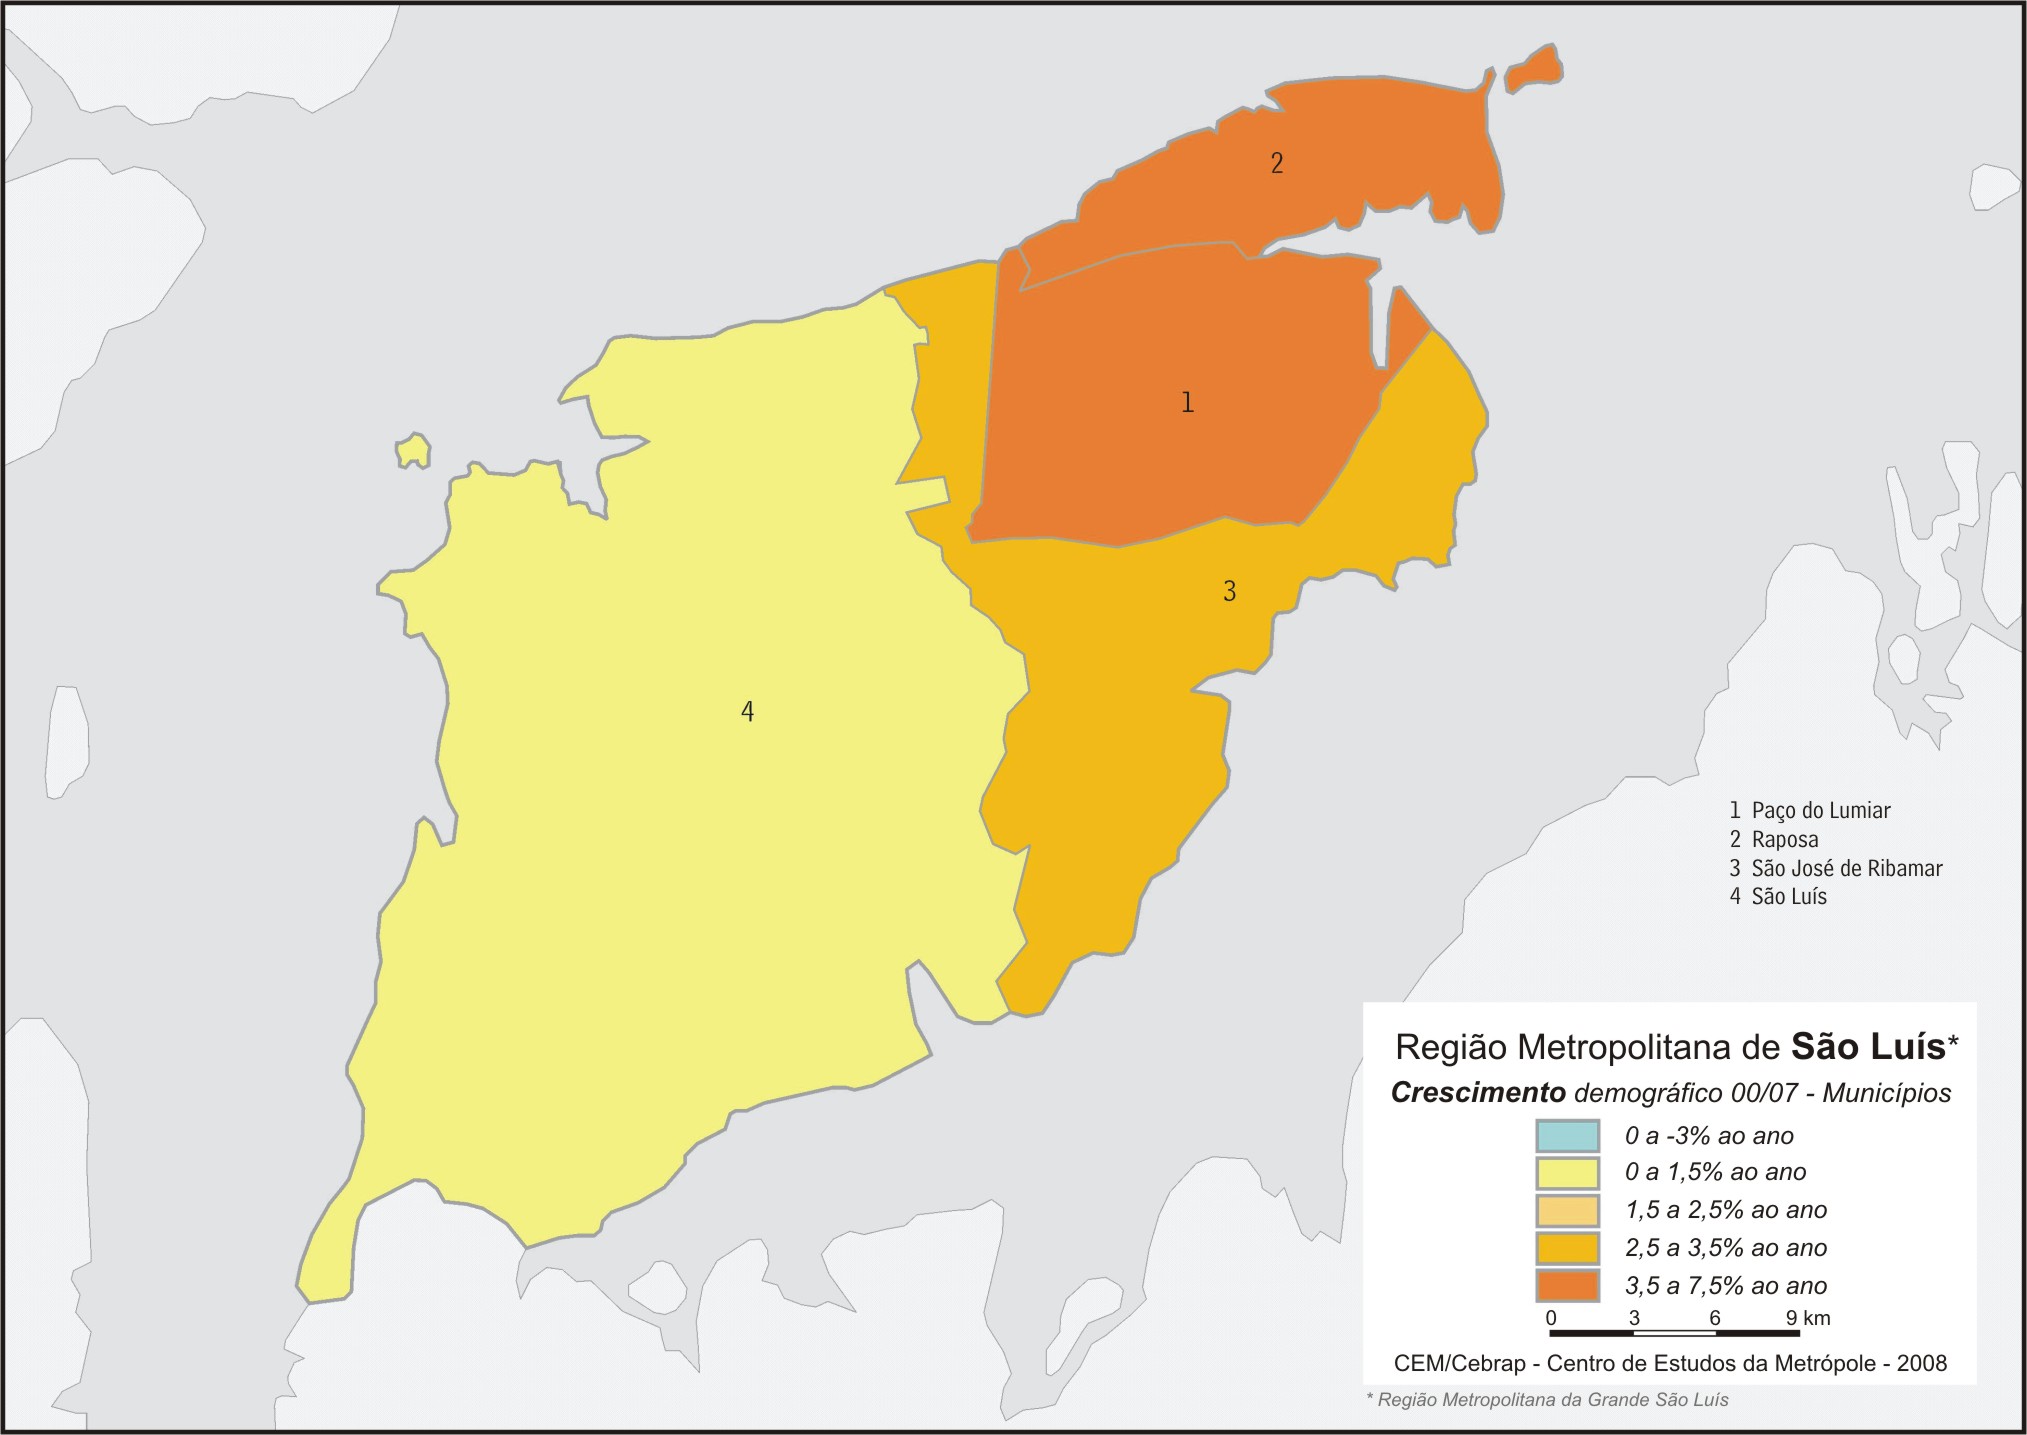 2
1
3
4
1 Paço do Lumiar
2 Raposa
3 São José de Ribamar
4 São Luís
Região Metropolitana de São Luís*
Crescimento demográfico 00/07 - Municípios
0 a -3% ao ano
0 a 1,5% ao ano
1,5 a 2,5% ao ano
2,5 a 3,5% ao ano
3,5 a 7,5% ao ano
0 3 6 9 km
CEM/Cebrap - Centro de Estudos da Metrópole - 2008
* Região Metropolitana da Grande São Luís